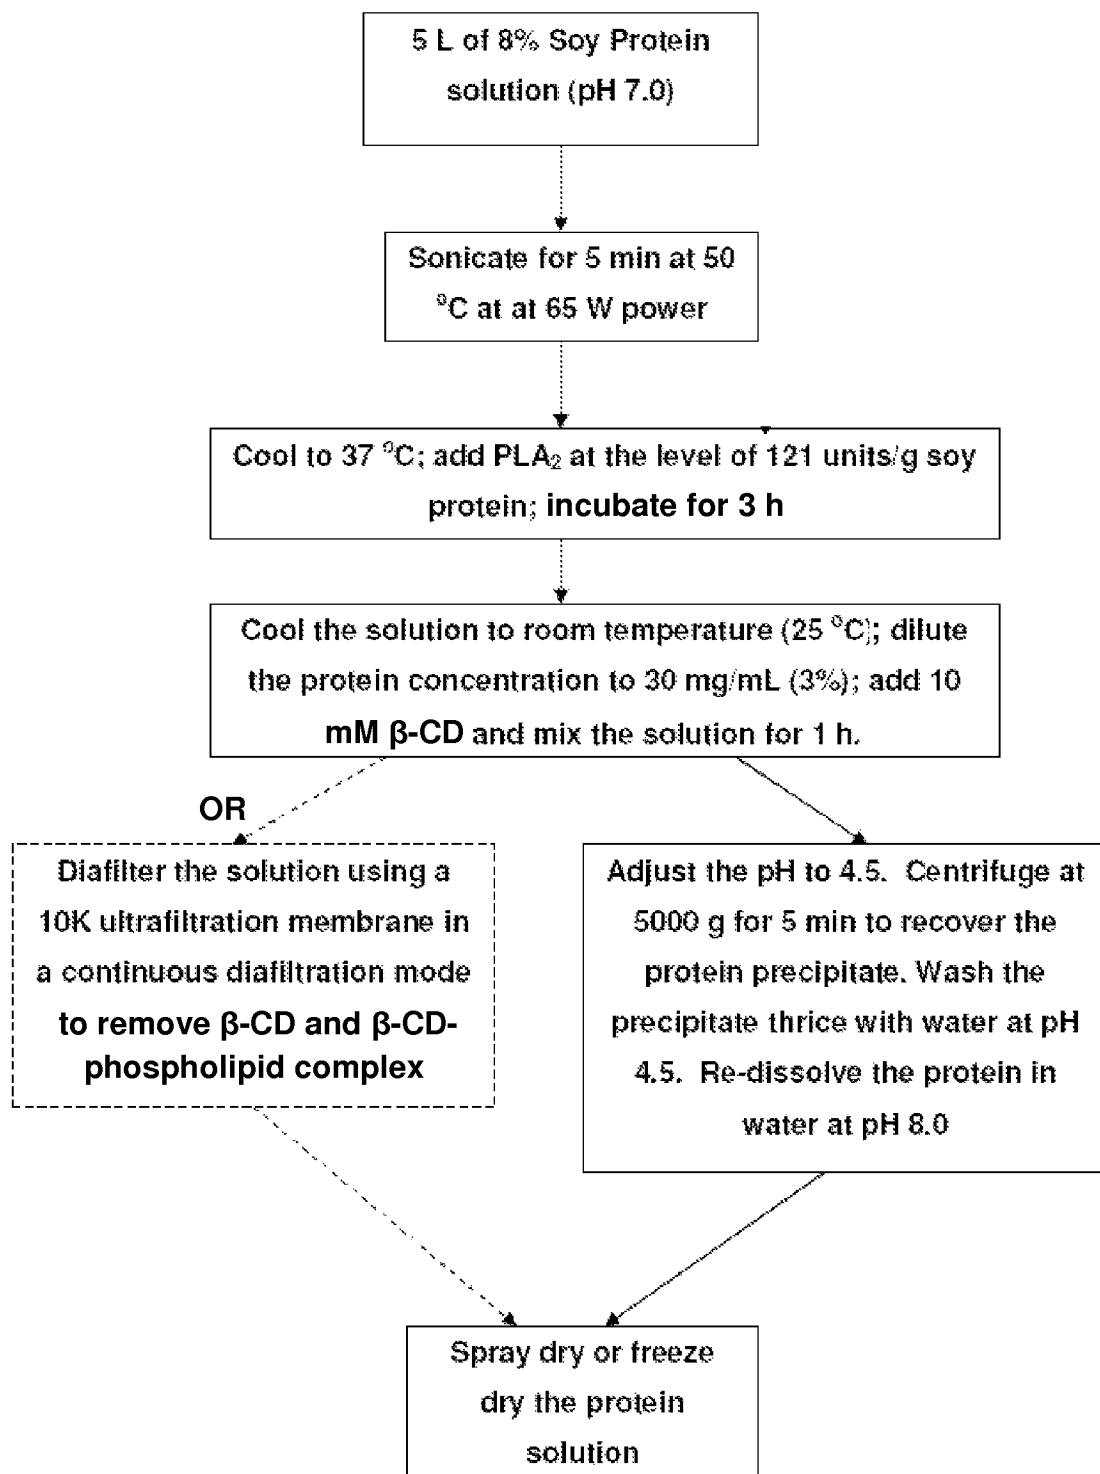 5 L of 8% Soy Protein
solution (pH 7.0)
Sonicate for 5 min at 50
°C at at 65 W power
Cool to 37 °C; add PLA₂ at the level of 121 units/g soy
protein; incubate for 3 h
Cool the solution to room temperature (25 °C); dilute
the protein concentration to 30 mg/mL (3%); add 10
mM β-CD and mix the solution for 1 h.
OR
Diafilter the solution using a
10K ultrafiltration membrane in
a continuous diafiltration mode
to remove β-CD and β-CD-
phospholipid complex
Adjust the pH to 4.5. Centrifuge at
5000 g for 5 min to recover the
protein precipitate. Wash the
precipitate thrice with water at pH
4.5. Re-dissolve the protein in
water at pH 8.0
Spray dry or freeze
dry the protein
solution